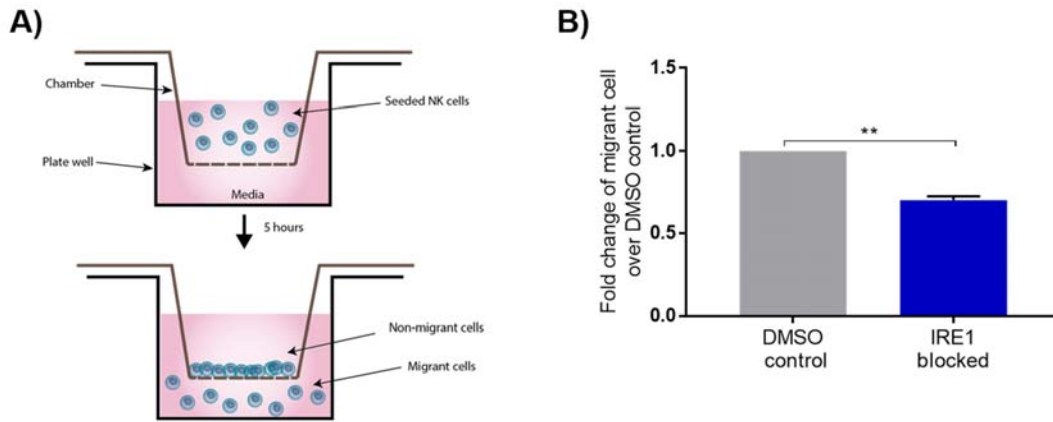 A)
Chamber
Seeded NK cells
Plate well
Media
5 hours
Non-migrant cells
Migrant cells
B)
Fold change of migrant cell
over DMSO control
1.5
1.0
0.5
0.0
**
DMSO
control
IRE1
blocked